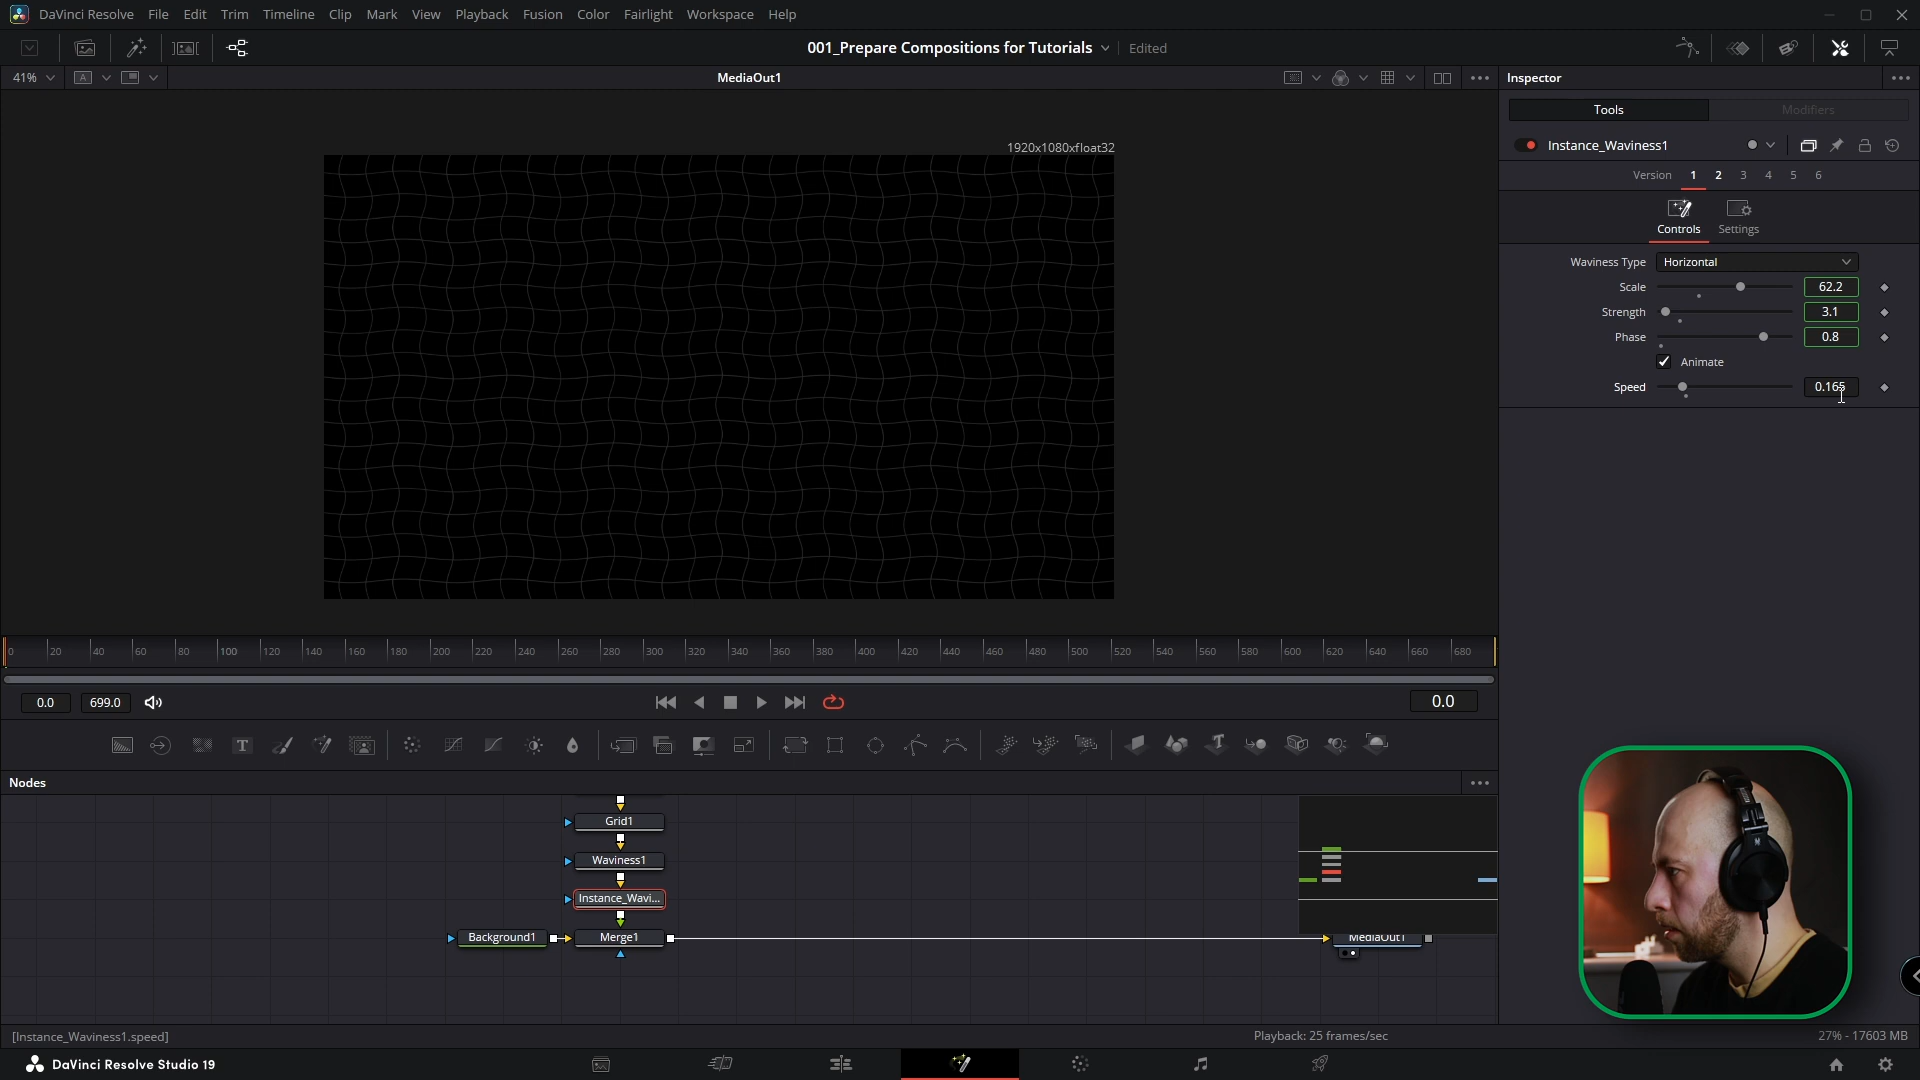 DaVinci Resolve File Edit Trim Timeline Clip Mark View Playback Fusion Color Fairlight Workspace Help
001_Prepare Compositions for Tutorials Edited
41% A MediaOut1 Inspector
Tools Modifiers
1920x1080xfloat32
Instance_Waviness1
Version 1 2 3 4 5 6
Controls Settings
Waviness Type Horizontal
Scale 62.2
Strength 3.1
Phase 0.8
Animate
Speed 0.165
0 20 40 60 80 100 120 140 160 180 200 220 240 260 280 300 320 340 360 380 400 420 440 460 480 500 520 540 560 580 600 620 640 660 680
0.0 699.0 0.0
T T
Nodes
Grid1
Waviness1
Instance_Wavi...
Background1 Merge1 MediaOut1
[Instance_Waviness1.speed] Playback: 25 frames/sec 27% - 17603 MB
DaVinci Resolve Studio 19